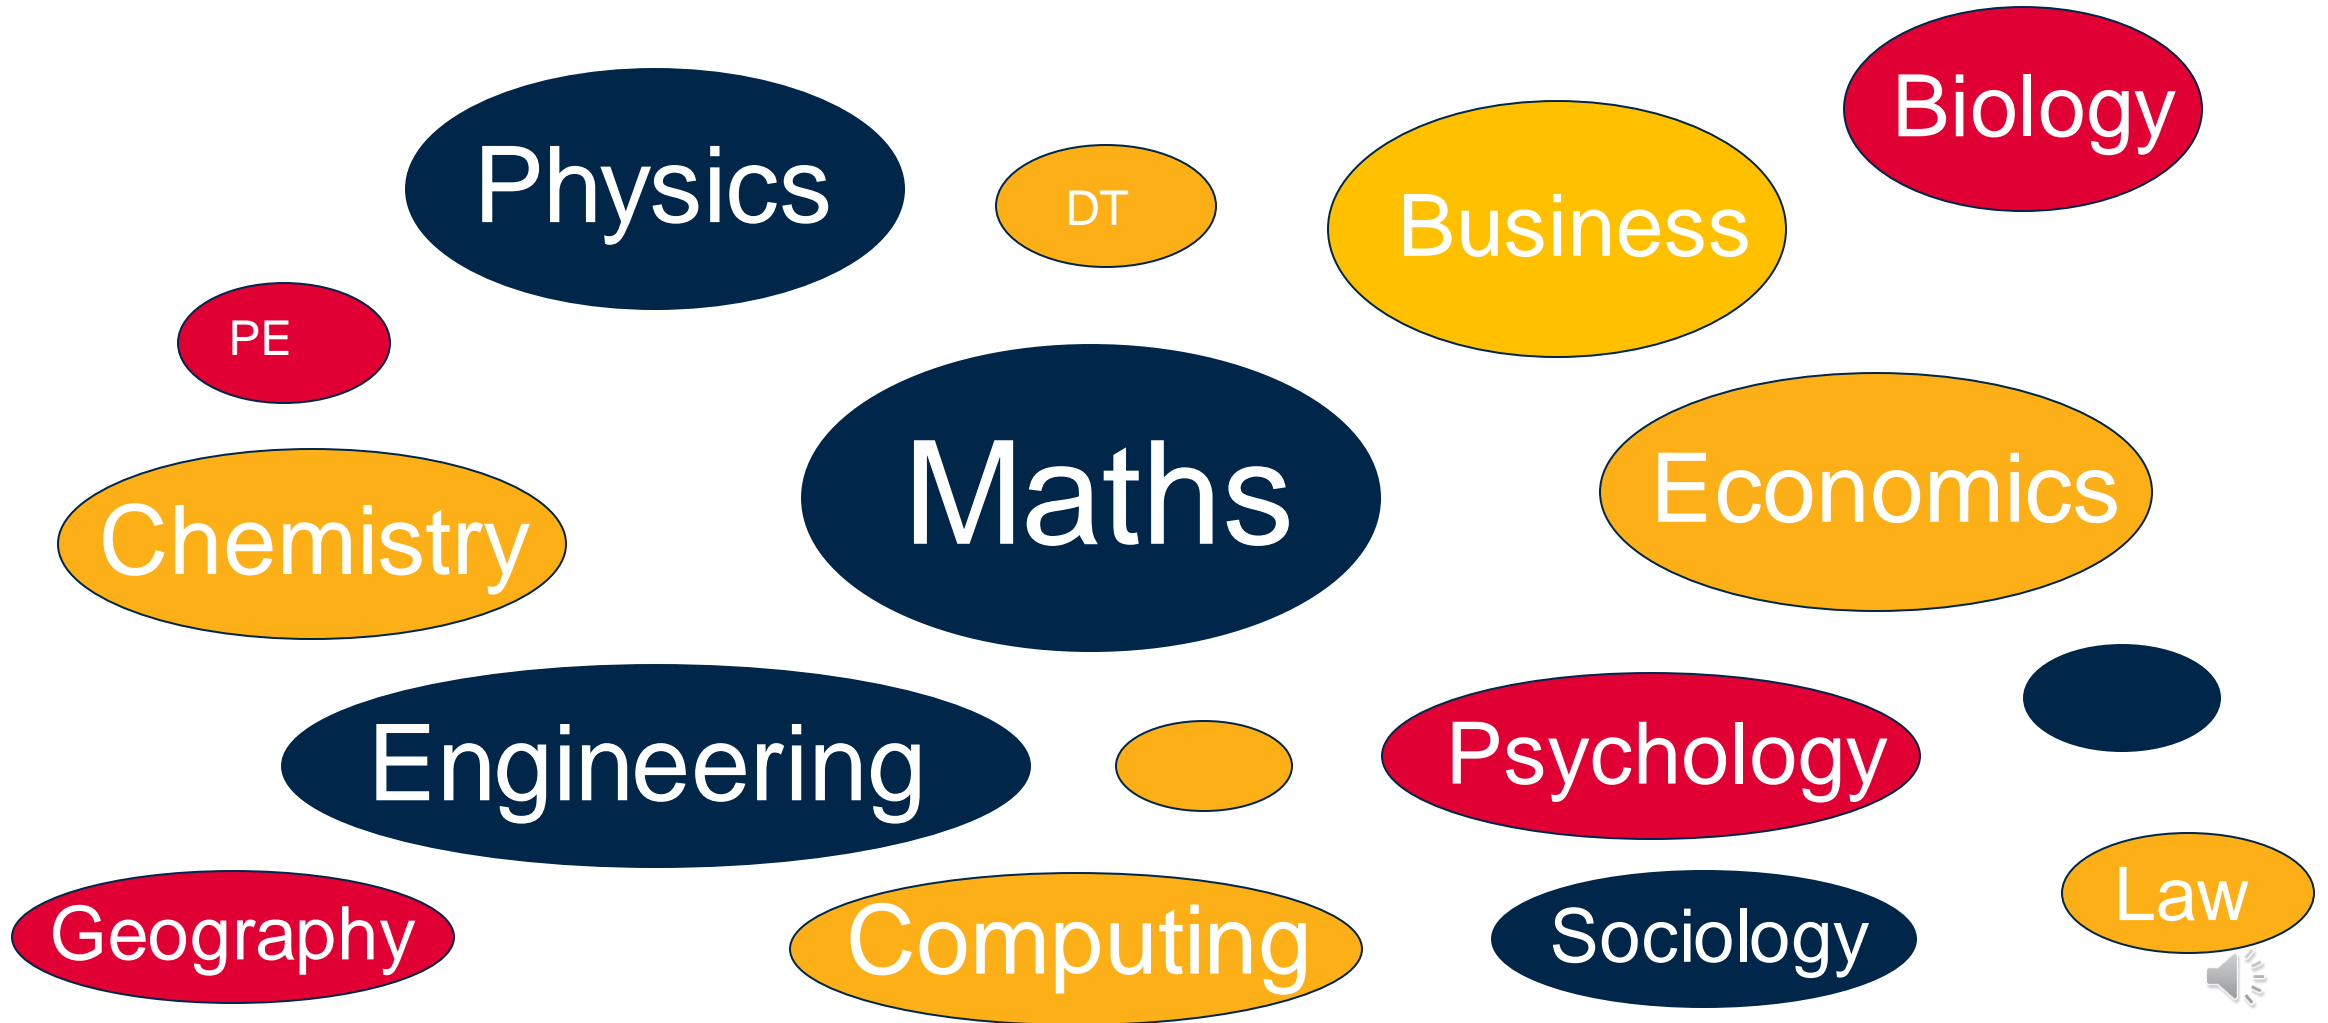 Biology
Physics
DT
Business
PE
Maths
Economics
Chemistry
Engineering
Psychology
Law
Geography
Computing
Sociology